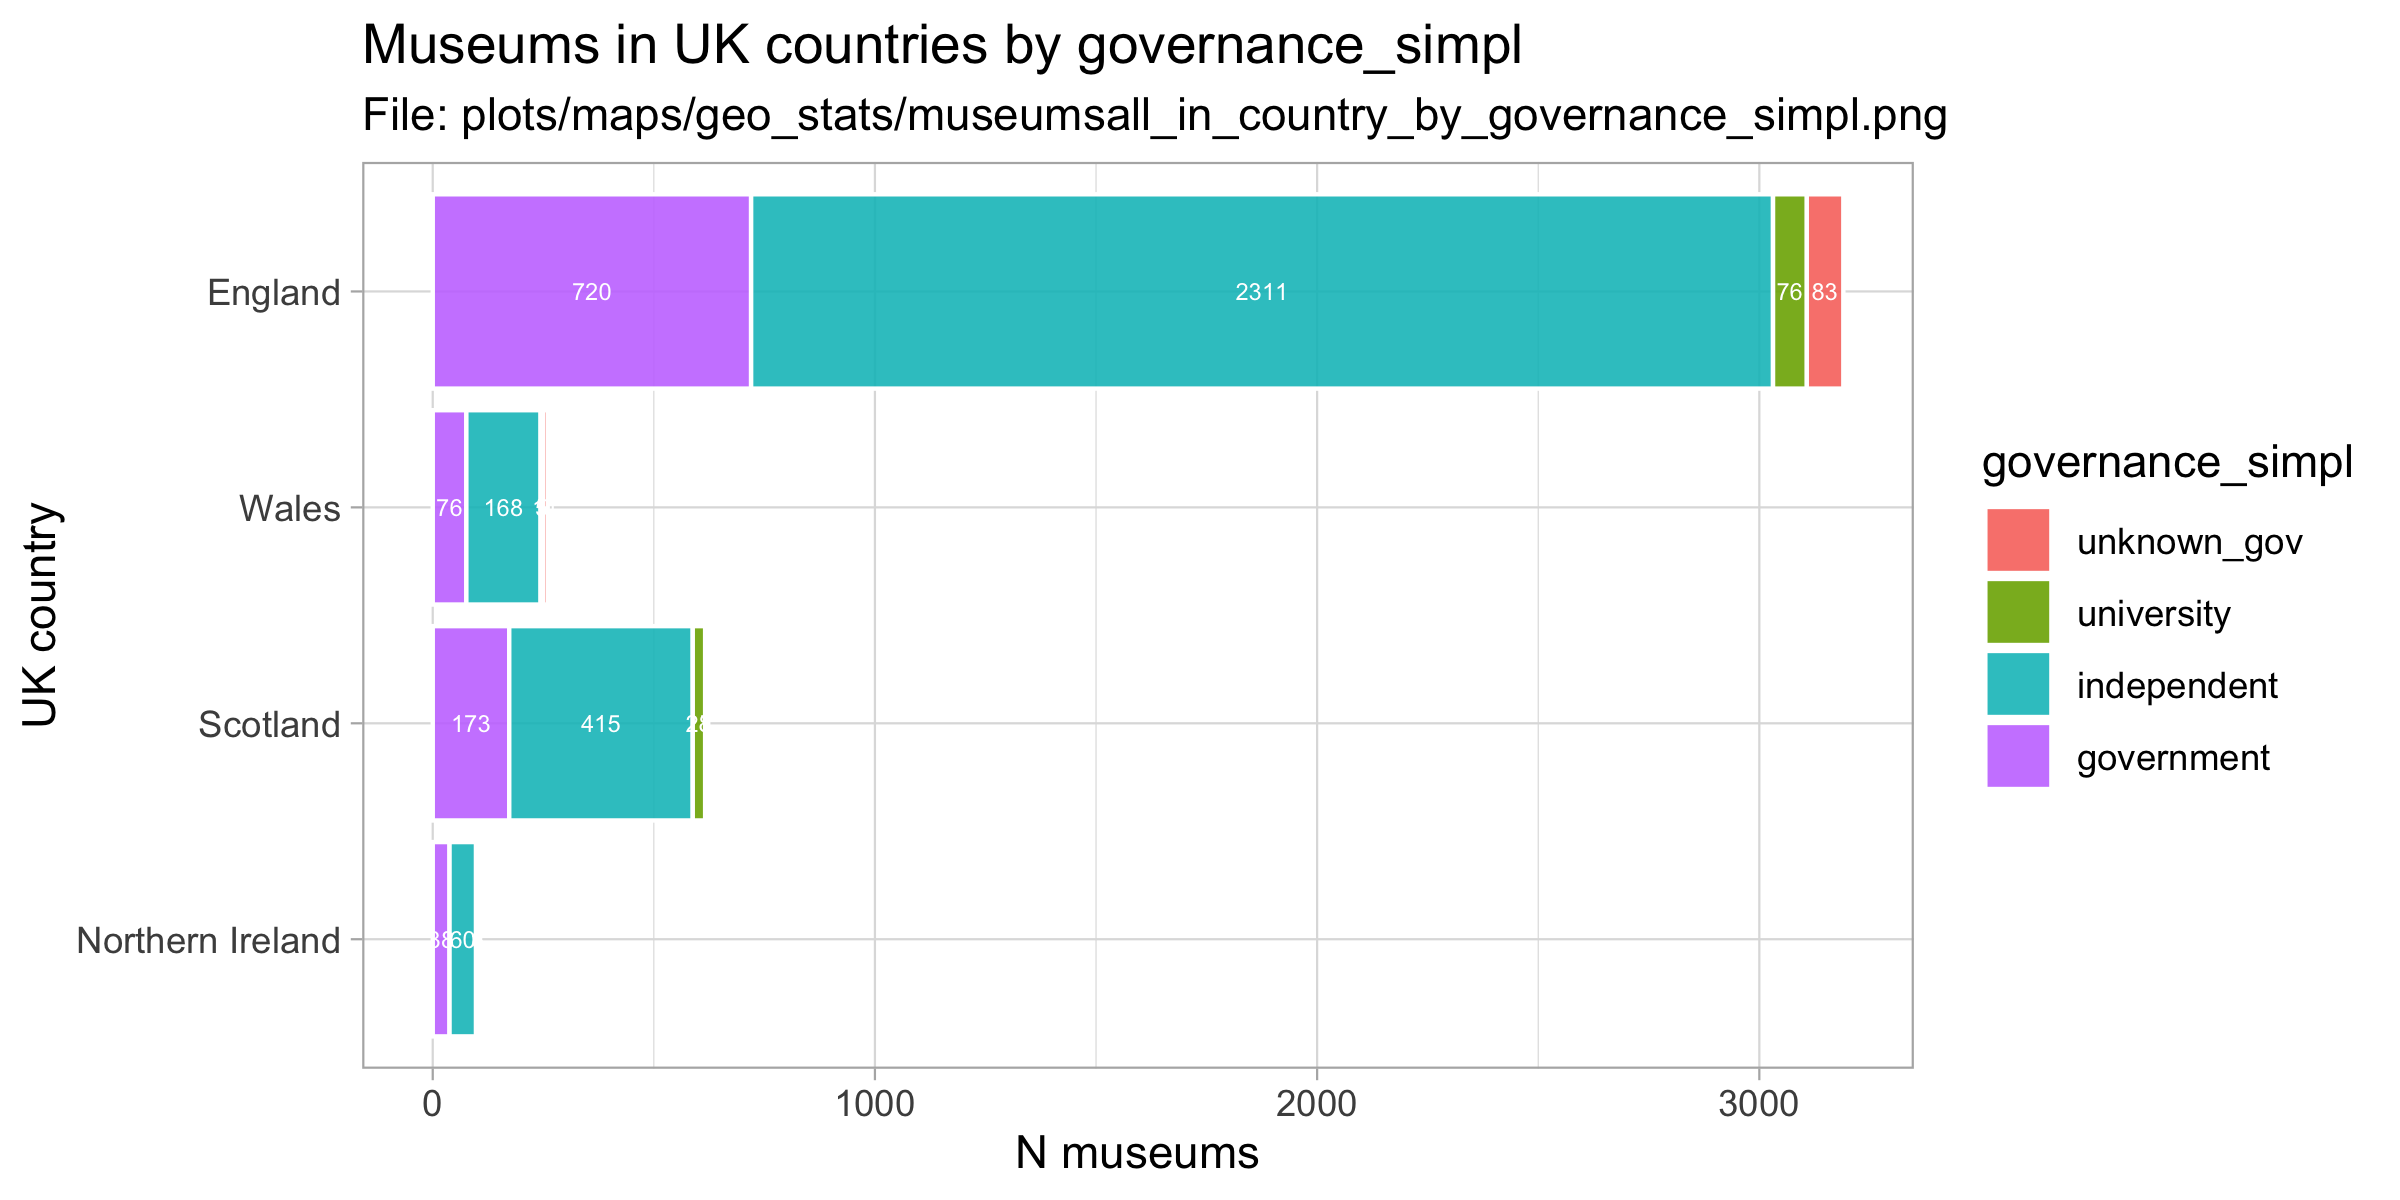 Museums in UK countries by governance_simpl
File: plots/maps/geo_stats/museumsall_in_country_by_governance_simpl.png
England
720
2311
76
83
Wales
76
168
Scotland
173
415
28
Northern Ireland
38
60
UK country
0
1000
2000
3000
N museums
governance_simpl
unknown_gov
university
independent
government